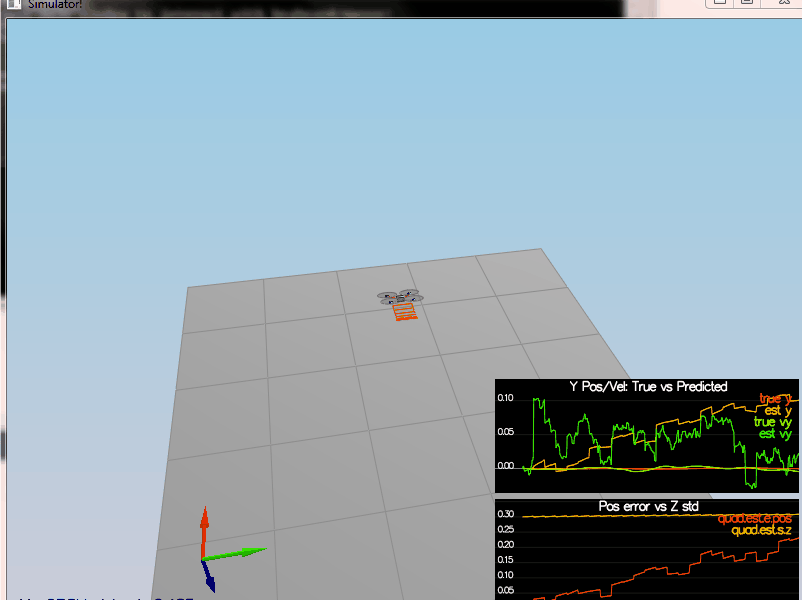 Simulator!
Y Pos/Vel: True vs Predicted
0.10
true y
est y
true vy
0.05
est vy
0.00
Pos error vs Z std
0.30
quad.est.e.pos
0.25
quad.est.s.z
0.20
0.15
0.10
0.05